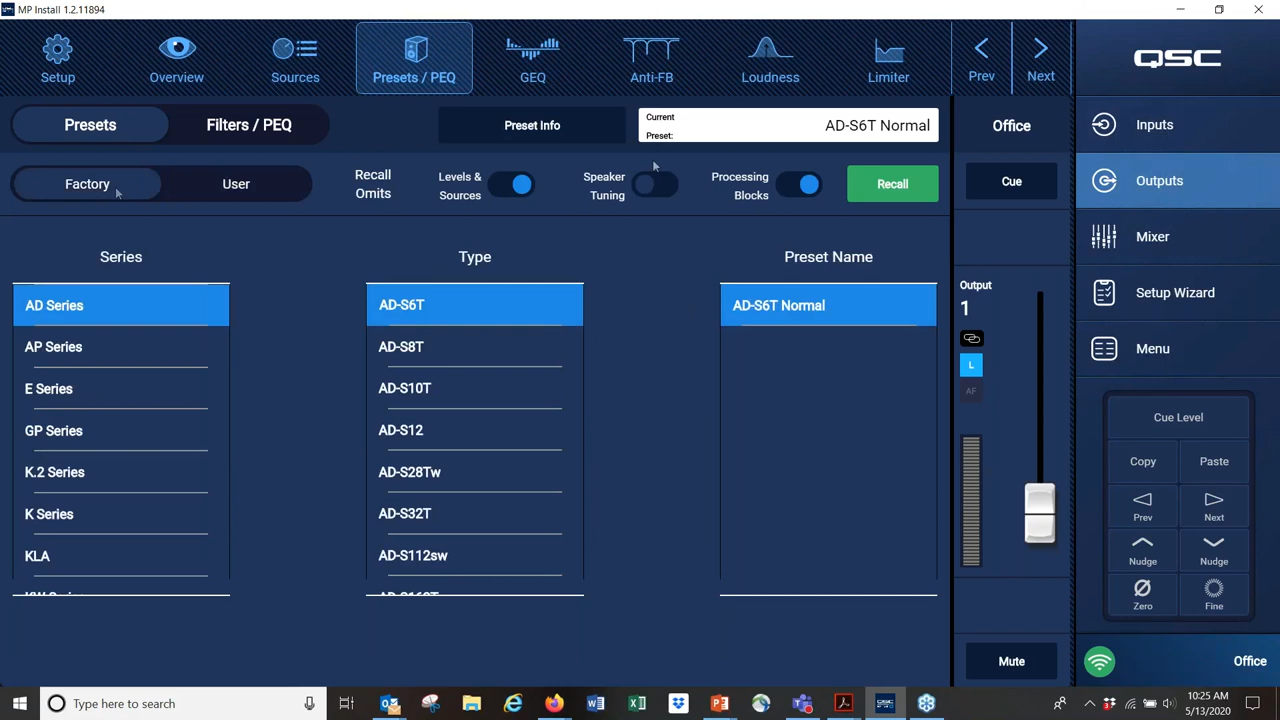 MP Install 1.2.11894
Setup
Overview
Sources
Presets / PEQ
GEQ
Anti-FB
Loudness
Limiter
Prev
Next
QSC
Presets
Filters / PEQ
Preset Info
Current
Preset:
AD-S6T Normal
Office
Inputs
Factory
User
Recall
Omits
Levels &
Sources
Speaker
Tuning
Processing
Blocks
Recall
Cue
Outputs
Mixer
Series
Type
Preset Name
Output
1
L
AF
Setup Wizard
AD Series
AP Series
E Series
GP Series
K.2 Series
K Series
KLA
AD-S6T
AD-S8T
AD-S10T
AD-S12
AD-S28Tw
AD-S32T
AD-S112sw
AD-S6T Normal
Menu
Cue Level
Copy
Paste
Prev
Next
Nudge
Nudge
Zero
Fine
Mute
Office
Type here to search
QSC
10:25 AM
5/13/2020